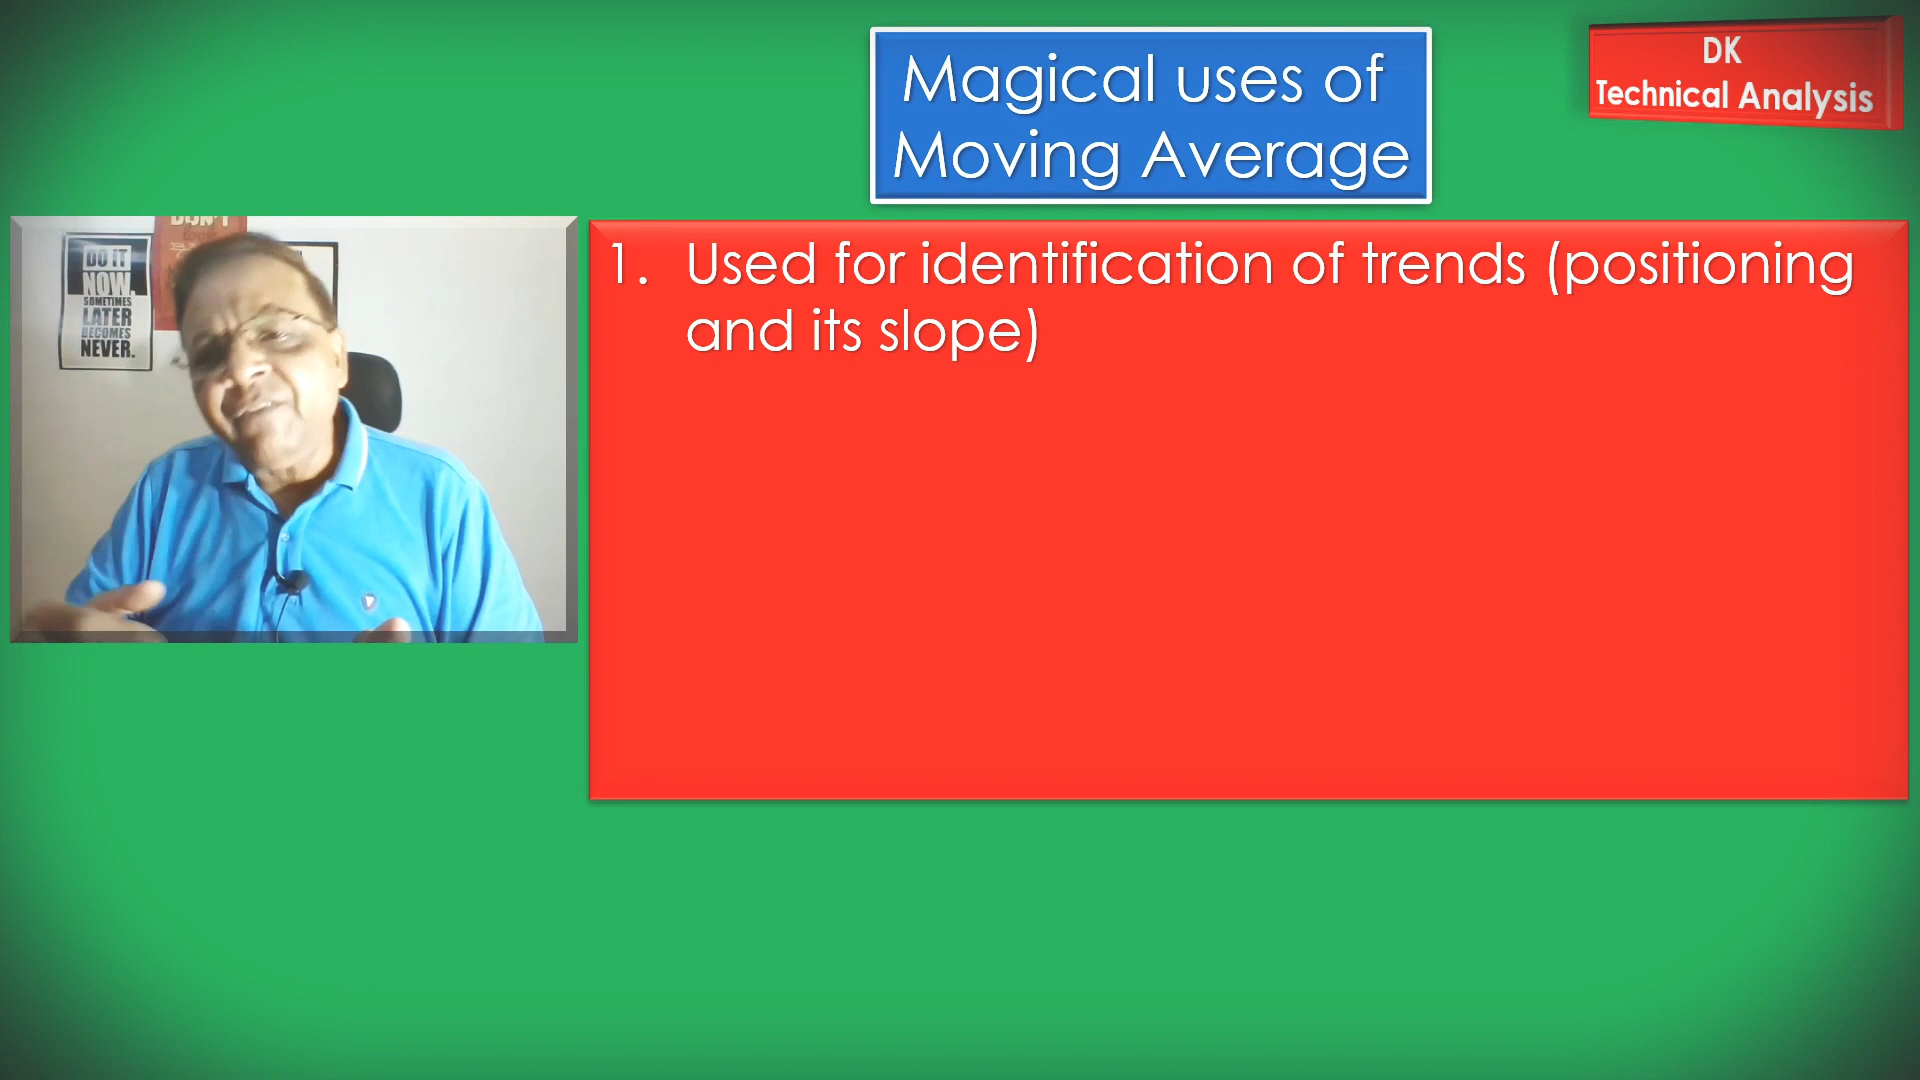 Magical uses of
Moving Average
DK
Technical Analysis
1. Used for identification of trends (positioning
and its slope)
DO IT
NOW.
SOMETIMES
LATER
BECOMES
NEVER.
DON'T